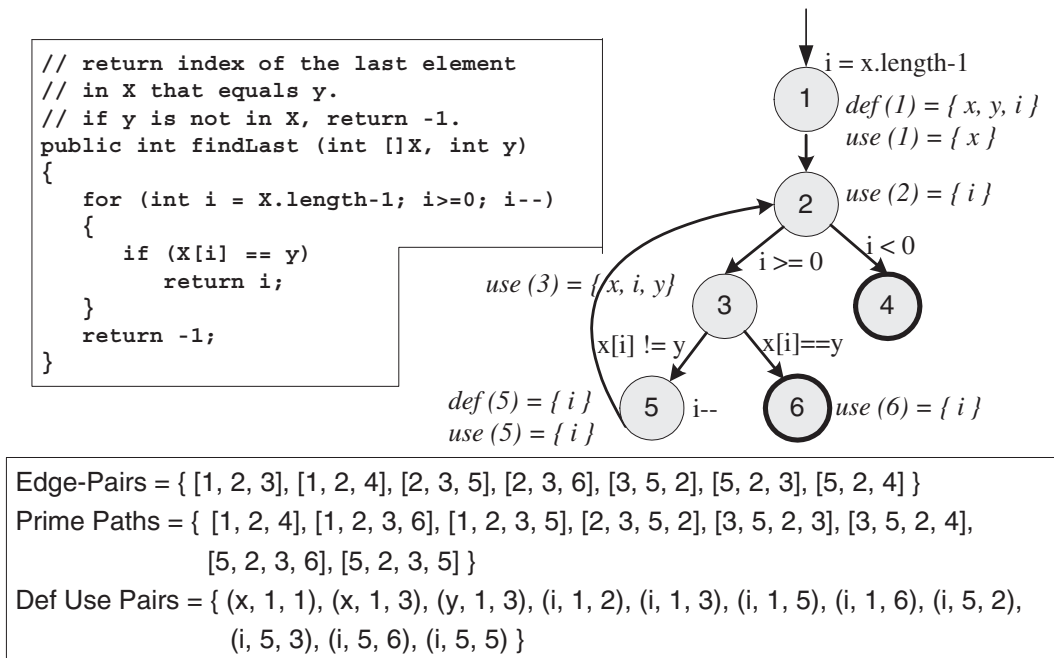 // return index of the last element
// in X that equals y.
// if y is not in X, return -1.
public int findLast (int []X, int y)
{
for (int i = X.length-1; i>=0; i--)
{
if (X[i] == y)
return i;
}
return -1;
}
i = x.length-1
1
def (1) = { x, y, i }
use (1) = { x }
2
use (2) = { i }
i >= 0
i < 0
use (3) = { x, i, y}
3
4
x[i] != y
x[i]==y
def (5) = { i }
use (5) = { i }
5
i--
6
use (6) = { i }
Edge-Pairs = { [1, 2, 3], [1, 2, 4], [2, 3, 5], [2, 3, 6], [3, 5, 2], [5, 2, 3], [5, 2, 4] }
Prime Paths = { [1, 2, 4], [1, 2, 3, 6], [1, 2, 3, 5], [2, 3, 5, 2], [3, 5, 2, 3], [3, 5, 2, 4],
[5, 2, 3, 6], [5, 2, 3, 5] }
Def Use Pairs = { (x, 1, 1), (x, 1, 3), (y, 1, 3), (i, 1, 2), (i, 1, 3), (i, 1, 5), (i, 1, 6), (i, 5, 2),
(i, 5, 3), (i, 5, 6), (i, 5, 5) }